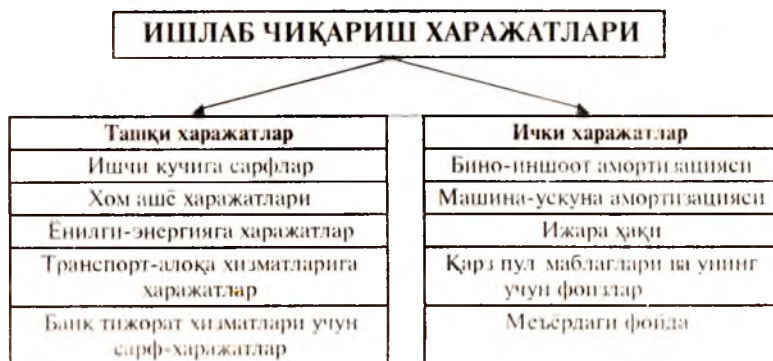 ИШЛАБ ЧИҚАРИШ ХАРАЖАТЛАРИ
Ташқи харажатлар
Ишчи кучига сарфлар
Хом ашё харажатлари
Ёнилғи-энергияга харажатлар
Транспорт-алоқа хизматларига
харажатлар
Банк тижорат хизматлари учун
сарф-харажатлар
Ички харажатлар
Бино-иншоот амортизацияси
Машина-ускуна амортизацияси
Ижара ҳақи
Қарз пул маблағлари ва унинг
учун фоизлар
Меъёрдаги фойда